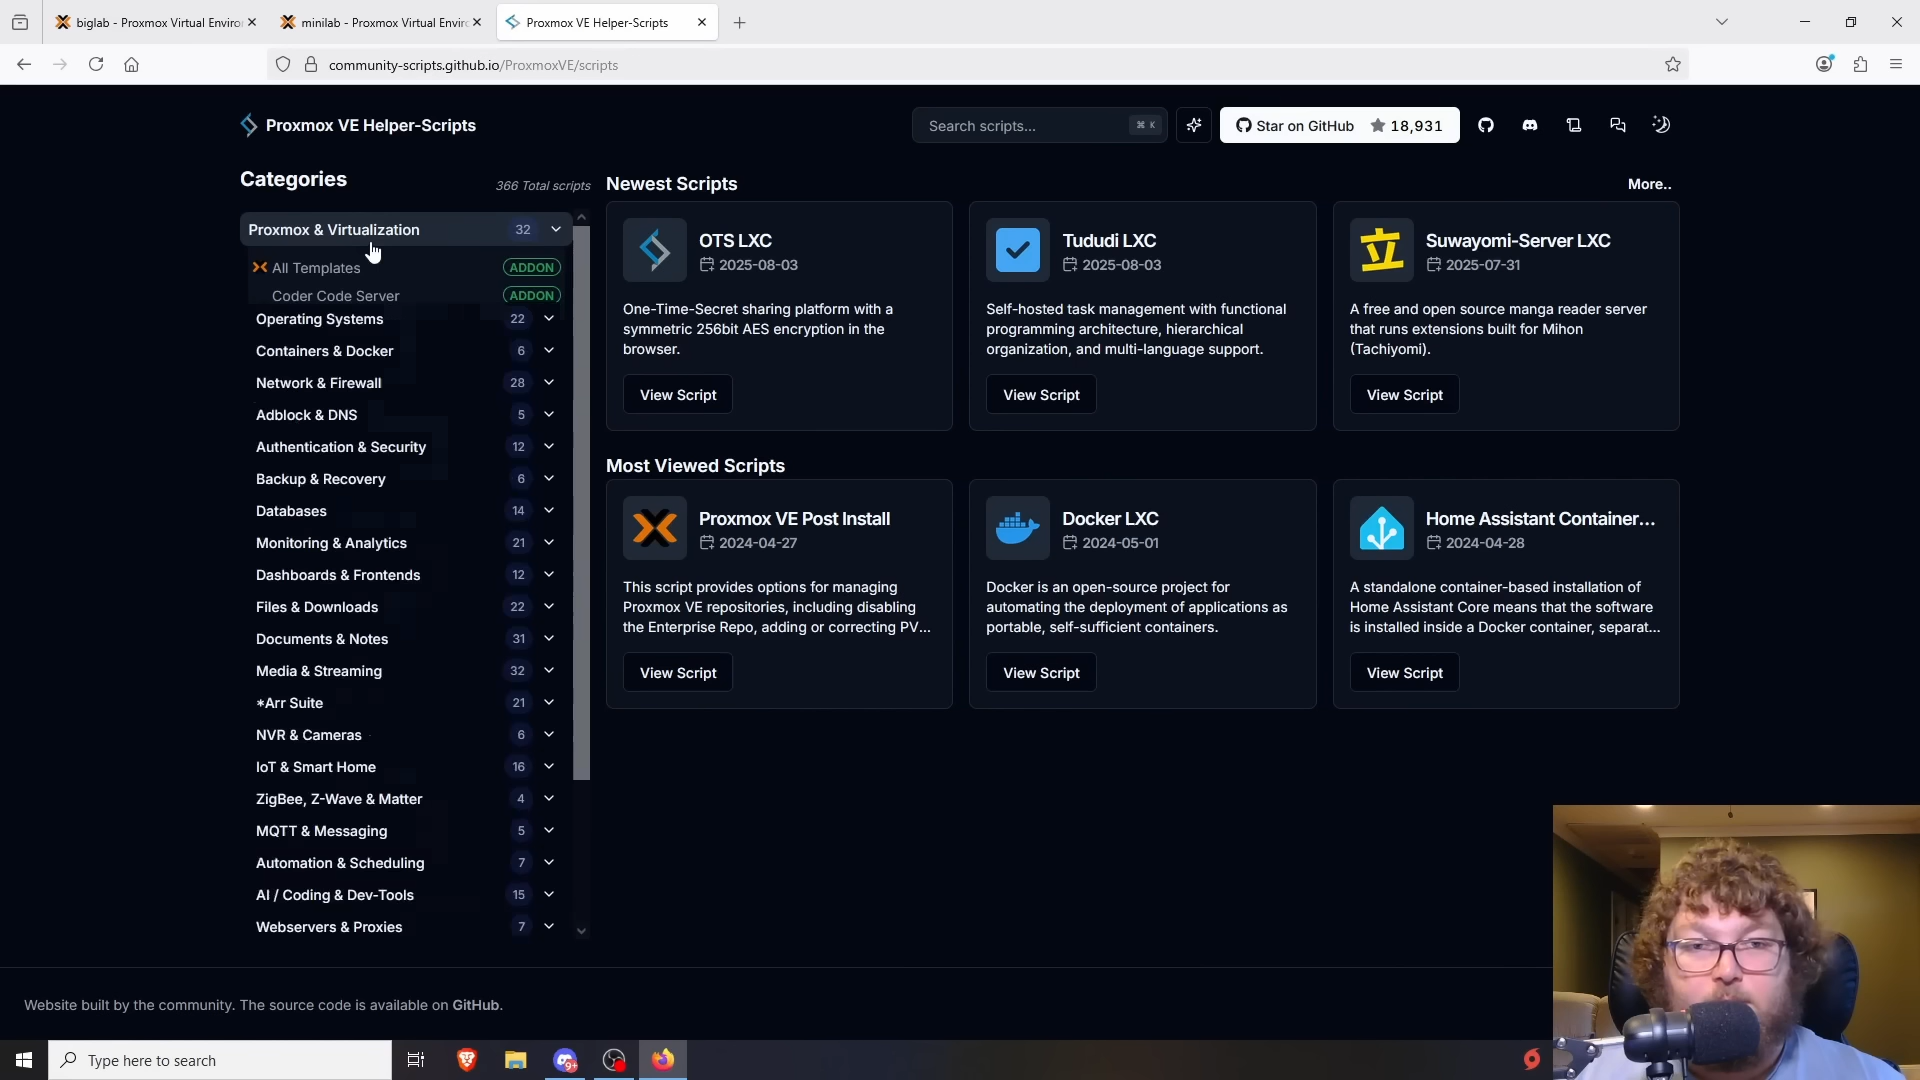 biglab - Proxmox Virtual Enviro
minilab - Proxmox Virtual Envir
Proxmox VE Helper-Scripts
community-scripts.github.io/ProxmoxVE/scripts
Proxmox VE Helper-Scripts
Search scripts...
⌘ K
Star on GitHub
18,931
Categories
366 Total scripts
Proxmox & Virtualization 32
All Templates ADDON
Coder Code Server ADDON
Operating Systems 22
Containers & Docker 6
Network & Firewall 28
Adblock & DNS 5
Authentication & Security 12
Backup & Recovery 6
Databases 14
Monitoring & Analytics 21
Dashboards & Frontends 12
Files & Downloads 22
Documents & Notes 31
Media & Streaming 32
*Arr Suite 21
NVR & Cameras 6
IoT & Smart Home 16
ZigBee, Z-Wave & Matter 4
MQTT & Messaging 5
Automation & Scheduling 7
AI / Coding & Dev-Tools 15
Webservers & Proxies 7
Newest Scripts
More..
OTS LXC
2025-08-03
One-Time-Secret sharing platform with a
symmetric 256bit AES encryption in the
browser.
View Script
Tududi LXC
2025-08-03
Self-hosted task management with functional
programming architecture, hierarchical
organization, and multi-language support.
View Script
立
Suwayomi-Server LXC
2025-07-31
A free and open source manga reader server
that runs extensions built for Mihon
(Tachiyomi).
View Script
Most Viewed Scripts
Proxmox VE Post Install
2024-04-27
This script provides options for managing
Proxmox VE repositories, including disabling
the Enterprise Repo, adding or correcting PV...
View Script
Docker LXC
2024-05-01
Docker is an open-source project for
automating the deployment of applications as
portable, self-sufficient containers.
View Script
Home Assistant Container...
2024-04-28
A standalone container-based installation of
Home Assistant Core means that the software
is installed inside a Docker container, separat...
View Script
Website built by the community. The source code is available on GitHub.
Type here to search
9+